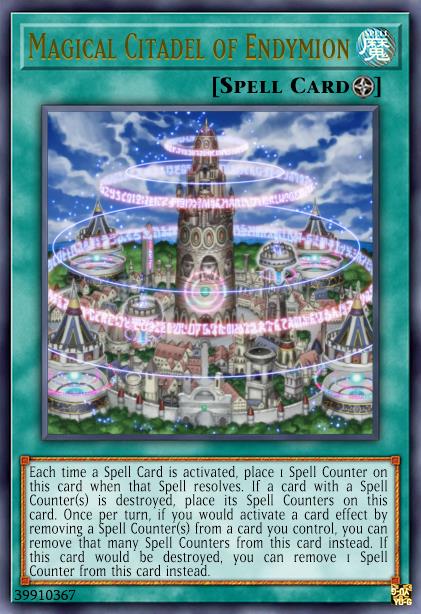 Magical Citadel of Endymion
SPELL
魔
[Spell Card]
Each time a Spell Card is activated, place 1 Spell Counter on
this card when that Spell resolves. If a card with a Spell
Counter(s) is destroyed, place its Spell Counters on this
card. Once per turn, if you would activate a card effect by
removing a Spell Counter(s) from a card you control, you can
remove that many Spell Counters from this card instead. If
this card would be destroyed, you can remove 1 Spell
Counter from this card instead.
39910367